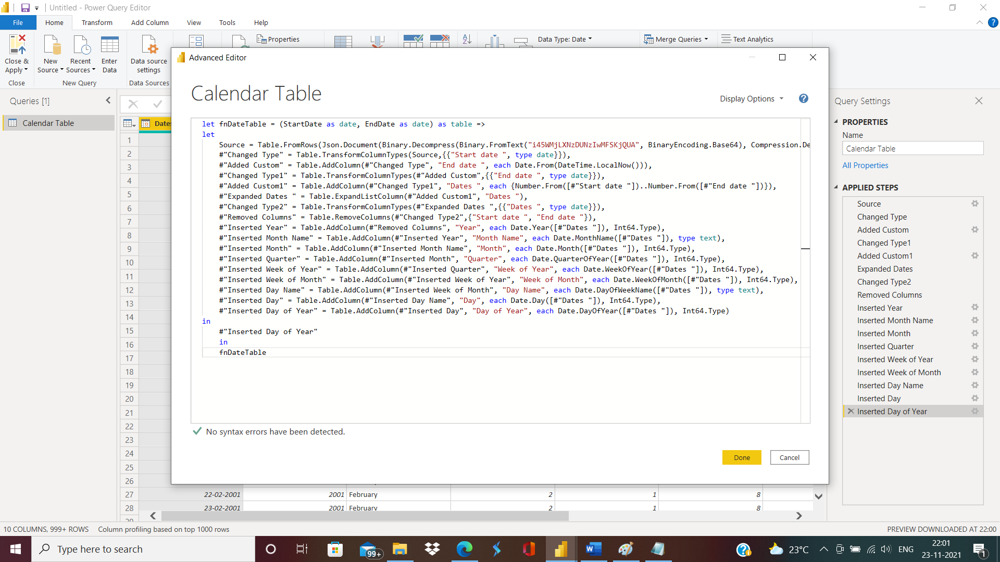 Untitled - Power Query Editor
File Home Transform Add Column View Tools Help
Properties
Data Type: Date
Merge Queries
Text Analytics
Close & Apply
New Source
Recent Sources
Enter Data
Data source settings
Close
New Query
Data Sources
Advanced Editor
Queries [1]
Calendar Table
Calendar Table
Display Options
Dates
let fnDateTable = (StartDate as date, EndDate as date) as table =>
let
Source = Table.FromRows(Json.Document(Binary.Decompress(Binary.FromText("i45WMjLXNzDUNzIwMFSKjQUA", BinaryEncoding.Base64), Compression.De
#"Changed Type" = Table.TransformColumnTypes(Source,{{"Start date ", type date}}),
#"Added Custom" = Table.AddColumn(#"Changed Type", "End date ", each Date.From(DateTime.LocalNow())),
#"Changed Type1" = Table.TransformColumnTypes(#"Added Custom",{{"End date ", type date}}),
#"Added Custom1" = Table.AddColumn(#"Changed Type1", "Dates ", each {Number.From([#"Start date "])..Number.From([#"End date "])}),
#"Expanded Dates " = Table.ExpandListColumn(#"Added Custom1", "Dates "),
#"Changed Type2" = Table.TransformColumnTypes(#"Expanded Dates ",{{"Dates ", type date}}),
#"Removed Columns" = Table.RemoveColumns(#"Changed Type2",{"Start date ", "End date "}),
#"Inserted Year" = Table.AddColumn(#"Removed Columns", "Year", each Date.Year([#"Dates "]), Int64.Type),
#"Inserted Month Name" = Table.AddColumn(#"Inserted Year", "Month Name", each Date.MonthName([#"Dates "]), type text),
#"Inserted Month" = Table.AddColumn(#"Inserted Month Name", "Month", each Date.Month([#"Dates "]), Int64.Type),
#"Inserted Quarter" = Table.AddColumn(#"Inserted Month", "Quarter", each Date.QuarterOfYear([#"Dates "]), Int64.Type),
#"Inserted Week of Year" = Table.AddColumn(#"Inserted Quarter", "Week of Year", each Date.WeekOfYear([#"Dates "]), Int64.Type),
#"Inserted Week of Month" = Table.AddColumn(#"Inserted Week of Year", "Week of Month", each Date.WeekOfMonth([#"Dates "]), Int64.Type),
#"Inserted Day Name" = Table.AddColumn(#"Inserted Week of Month", "Day Name", each Date.DayOfWeekName([#"Dates "]), type text),
#"Inserted Day" = Table.AddColumn(#"Inserted Day Name", "Day", each Date.Day([#"Dates "]), Int64.Type),
#"Inserted Day of Year" = Table.AddColumn(#"Inserted Day", "Day of Year", each Date.DayOfYear([#"Dates "]), Int64.Type)
in
#"Inserted Day of Year"
in
fnDateTable
No syntax errors have been detected.
Done
Cancel
1
2
3
4
5
6
7
8
9
10
11
12
13
14
15
16
17
18
19
20
21
22
23
24
25
26
27 22-02-2001 2001 February 2 1 8
28 23-02-2001 2001 February 2 1 8
29
Query Settings
PROPERTIES
Name
Calendar Table
All Properties
APPLIED STEPS
Source
Changed Type
Added Custom
Changed Type1
Added Custom1
Expanded Dates
Changed Type2
Removed Columns
Inserted Year
Inserted Month Name
Inserted Month
Inserted Quarter
Inserted Week of Year
Inserted Week of Month
Inserted Day Name
Inserted Day
Inserted Day of Year
10 COLUMNS, 999+ ROWS Column profiling based on top 1000 rows
PREVIEW DOWNLOADED AT 22:00
Type here to search
99+
23°C
ENG
22:01
23-11-2021
1